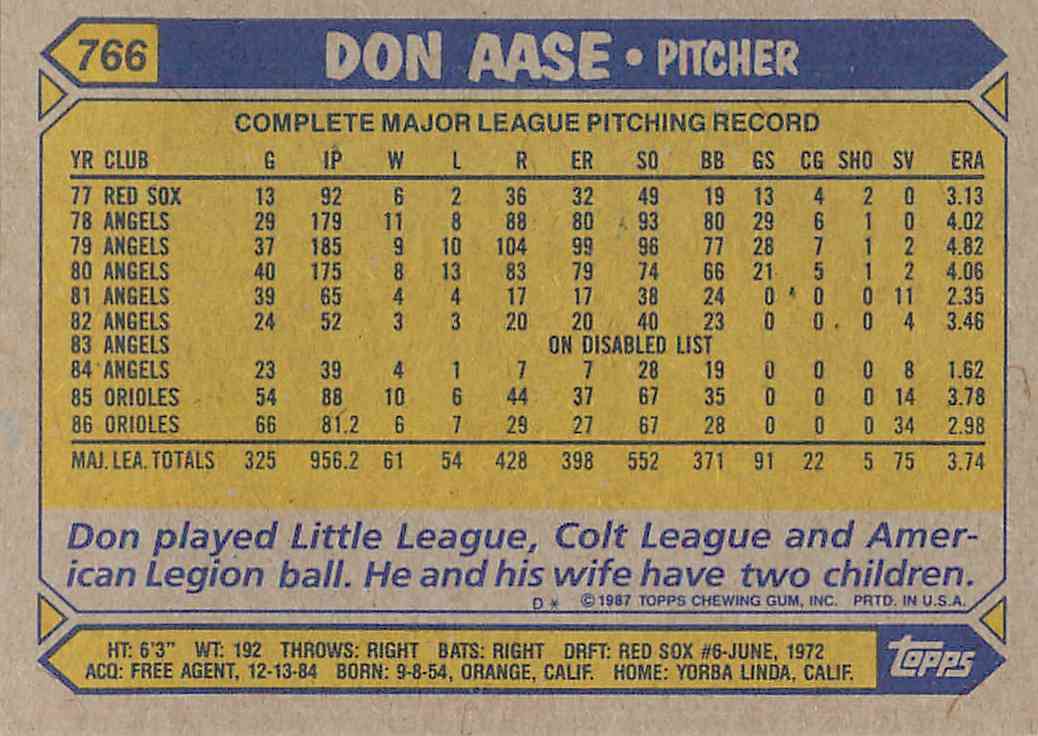 766 DON AASE • PITCHER
COMPLETE MAJOR LEAGUE PITCHING RECORD
YR CLUB G IP W L R ER SO BB GS CG SHO SV ERA
77 RED SOX 13 92 6 2 36 32 49 19 13 4 2 0 3.13
78 ANGELS 29 179 11 8 88 80 93 80 29 6 1 0 4.02
79 ANGELS 37 185 9 10 104 99 96 77 28 7 1 2 4.82
80 ANGELS 40 175 8 13 83 79 74 66 21 5 1 2 4.06
81 ANGELS 39 65 4 4 17 17 38 24 0 0 0 11 2.35
82 ANGELS 24 52 3 3 20 20 40 23 0 0 0 4 3.46
83 ANGELS ON DISABLED LIST
84 ANGELS 23 39 4 1 7 7 28 19 0 0 0 8 1.62
85 ORIOLES 54 88 10 6 44 37 67 35 0 0 0 14 3.78
86 ORIOLES 66 81.2 6 7 29 27 67 28 0 0 0 34 2.98
MAJ. LEA. TOTALS 325 956.2 61 54 428 398 552 371 91 22 5 75 3.74
Don played Little League, Colt League and Amer-
ican Legion ball. He and his wife have two children.
D* ©1987 TOPPS CHEWING GUM, INC. PRTD. IN U.S.A.
HT: 6'3" WT: 192 THROWS: RIGHT BATS: RIGHT DRFT: RED SOX #6-JUNE, 1972
ACQ: FREE AGENT, 12-13-84 BORN: 9-8-54, ORANGE, CALIF. HOME: YORBA LINDA, CALIF.
Topps